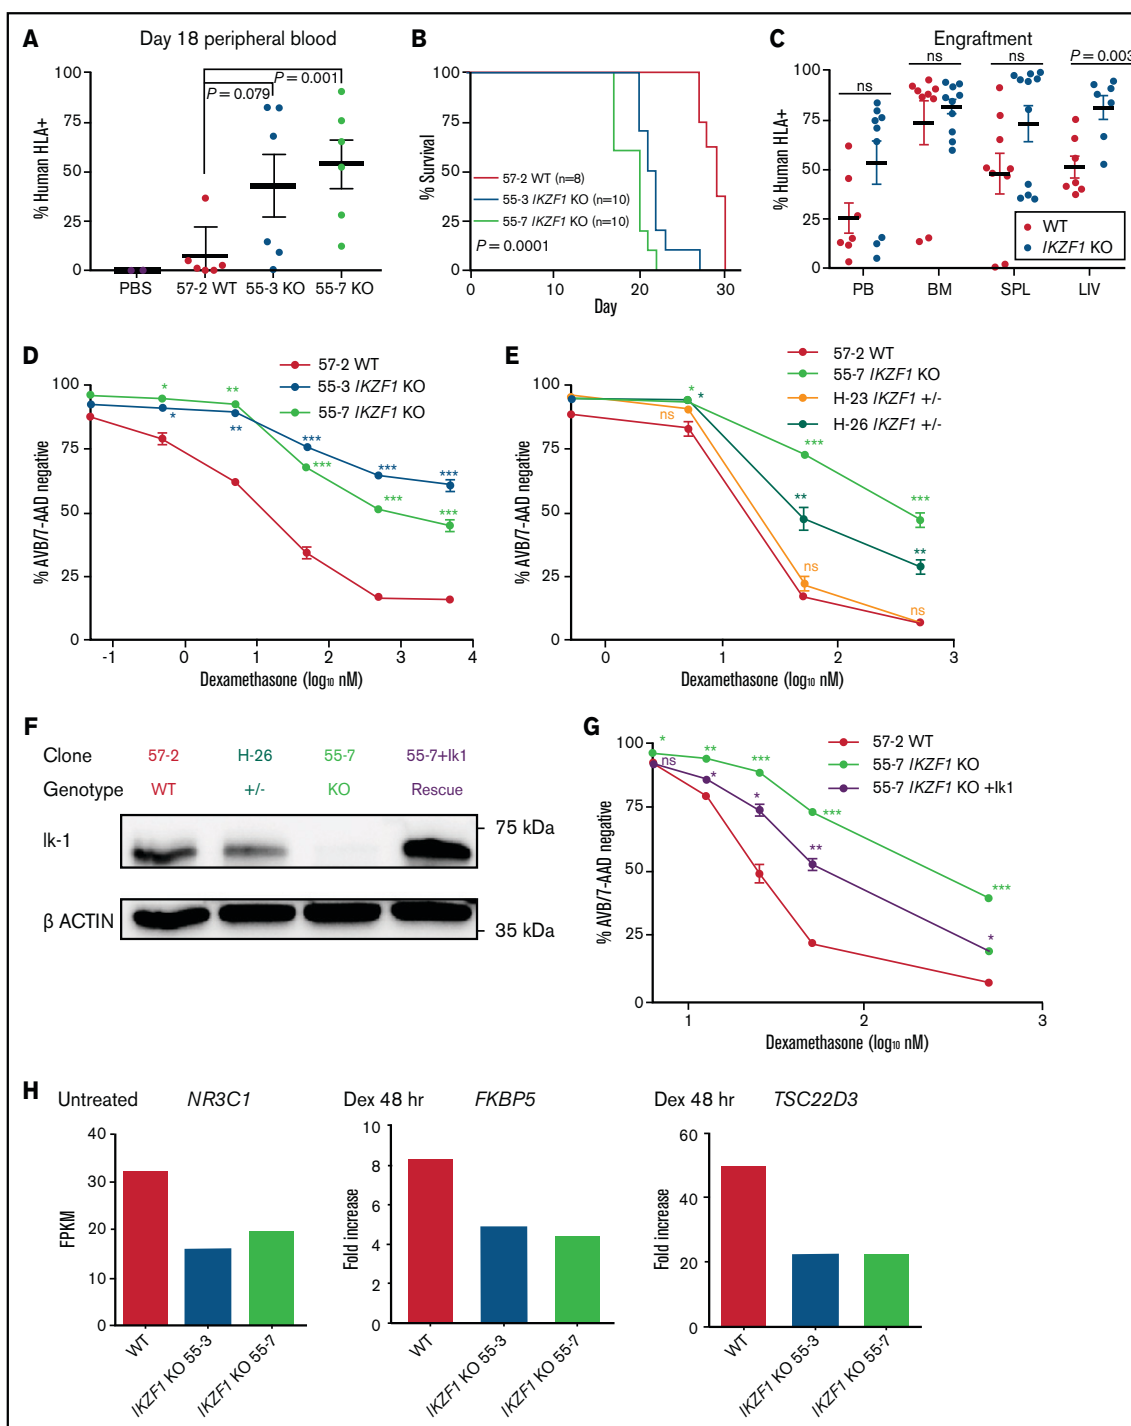 A
Day 18 peripheral blood
% Human HLA+
100
75
50
25
0
P = 0.001
P = 0.079
PBS
57-2 WT
55-3 KO
55-7 KO
B
% Survival
100
75
50
25
0
57-2 WT (n=8)
55-3 IKZF1 KO (n=10)
55-7 IKZF1 KO (n=10)
P = 0.0001
0
10
20
30
Day
C
Engraftment
% Human HLA+
100
75
50
25
0
ns
ns
ns
P = 0.003
WT
IKZF1 KO
PB
BM
SPL
LIV
D
57-2 WT
55-3 IKZF1 KO
55-7 IKZF1 KO
% AVB/7-AAD negative
100
75
50
25
0
*
**
*
**
***
***
***
***
***
***
-1
0
1
2
3
4
Dexamethasone (log₁₀ nM)
E
57-2 WT
55-7 IKZF1 KO
H-23 IKZF1 +/-
H-26 IKZF1 +/-
% AVB/7-AAD negative
100
75
50
25
0
*
*
ns
***
**
***
**
ns
ns
0
1
2
3
Dexamethasone (log₁₀ nM)
F
Clone
57-2
H-26
55-7
55-7+Ik1
Genotype
WT
+/-
KO
Rescue
Ik-1
75 kDa
β ACTIN
35 kDa
G
57-2 WT
55-7 IKZF1 KO
55-7 IKZF1 KO +Ik1
% AVB/7-AAD negative
100
75
50
25
0
*
ns
**
*
***
*
***
**
***
*
1
2
3
Dexamethasone (log₁₀ nM)
H
Untreated
NR3C1
FPKM
40
30
20
10
0
WT
IKZF1 KO 55-3
IKZF1 KO 55-7
Dex 48 hr
FKBP5
Fold increase
10
8
6
4
2
0
WT
IKZF1 KO 55-3
IKZF1 KO 55-7
Dex 48 hr
TSC22D3
Fold increase
60
40
20
0
WT
IKZF1 KO 55-3
IKZF1 KO 55-7